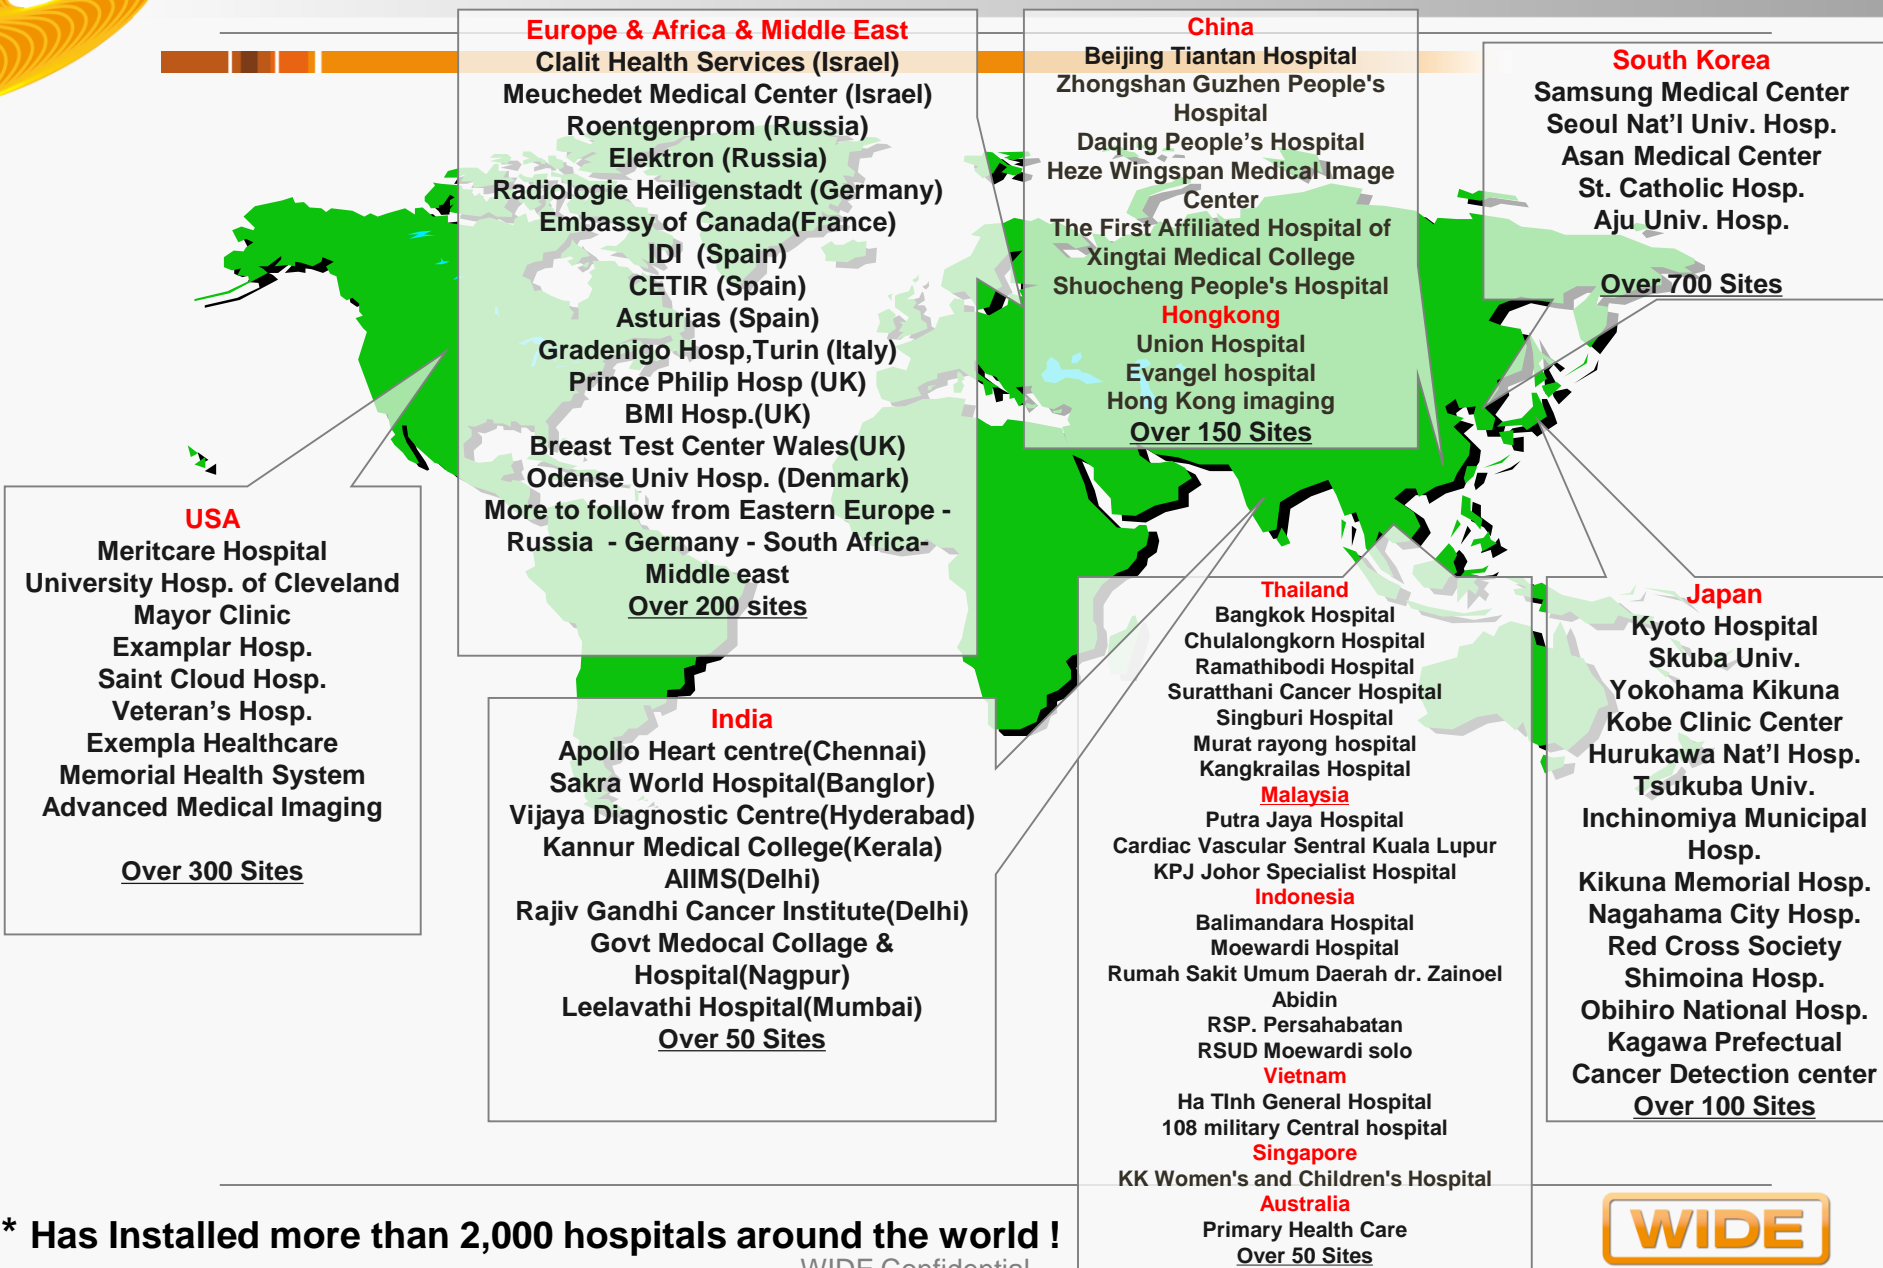 Europe & Africa & Middle East
Clalit Health Services (Israel)
Meuchedet Medical Center (Israel)
Roentgenprom (Russia)
Elektron (Russia)
Radiologie Heiligenstadt (Germany)
Embassy of Canada(France)
IDI (Spain)
CETIR (Spain)
Asturias (Spain)
Gradenigo Hosp,Turin (Italy)
Prince Philip Hosp (UK)
BMI Hosp.(UK)
Breast Test Center Wales(UK)
Odense Univ Hosp. (Denmark)
More to follow from Eastern Europe -
Russia - Germany - South Africa-
Middle east
Over 200 sites
China
Beijing Tiantan Hospital
Zhongshan Guzhen People's
Hospital
Daqing People’s Hospital
Heze Wingspan Medical Image
Center
The First Affiliated Hospital of
Xingtai Medical College
Shuocheng People's Hospital
Hongkong
Union Hospital
Evangel hospital
Hong Kong imaging
Over 150 Sites
South Korea
Samsung Medical Center
Seoul Nat’l Univ. Hosp.
Asan Medical Center
St. Catholic Hosp.
Aju Univ. Hosp.
Over 700 Sites
USA
Meritcare Hospital
University Hosp. of Cleveland
Mayor Clinic
Examplar Hosp.
Saint Cloud Hosp.
Veteran’s Hosp.
Exempla Healthcare
Memorial Health System
Advanced Medical Imaging
Over 300 Sites
India
Apollo Heart centre(Chennai)
Sakra World Hospital(Banglor)
Vijaya Diagnostic Centre(Hyderabad)
Kannur Medical College(Kerala)
AIIMS(Delhi)
Rajiv Gandhi Cancer Institute(Delhi)
Govt Medocal Collage &
Hospital(Nagpur)
Leelavathi Hospital(Mumbai)
Over 50 Sites
Thailand
Bangkok Hospital
Chulalongkorn Hospital
Ramathibodi Hospital
Suratthani Cancer Hospital
Singburi Hospital
Murat rayong hospital
Kangkrailas Hospital
Malaysia
Putra Jaya Hospital
Cardiac Vascular Sentral Kuala Lupur
KPJ Johor Specialist Hospital
Indonesia
Balimandara Hospital
Moewardi Hospital
Rumah Sakit Umum Daerah dr. Zainoel
Abidin
RSP. Persahabatan
RSUD Moewardi solo
Vietnam
Ha TInh General Hospital
108 military Central hospital
Singapore
KK Women's and Children's Hospital
Australia
Primary Health Care
Over 50 Sites
Japan
Kyoto Hospital
Skuba Univ.
Yokohama Kikuna
Kobe Clinic Center
Hurukawa Nat’l Hosp.
Tsukuba Univ.
Inchinomiya Municipal
Hosp.
Kikuna Memorial Hosp.
Nagahama City Hosp.
Red Cross Society
Shimoina Hosp.
Obihiro National Hosp.
Kagawa Prefectual
Cancer Detection center
Over 100 Sites
* Has Installed more than 2,000 hospitals around the world !
WIDE Confidential
WIDE